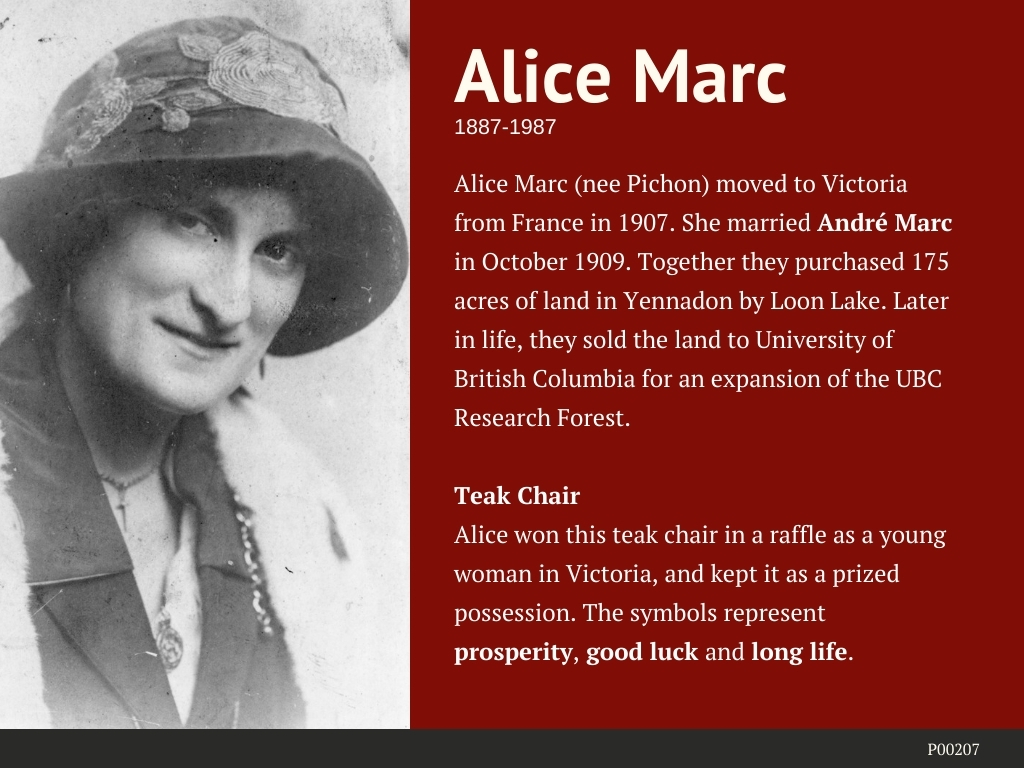 Alice Marc
1887-1987
Alice Marc (nee Pichon) moved to Victoria
from France in 1907. She married André Marc
in October 1909. Together they purchased 175
acres of land in Yennadon by Loon Lake. Later
in life, they sold the land to University of
British Columbia for an expansion of the UBC
Research Forest.
Teak Chair
Alice won this teak chair in a raffle as a young
woman in Victoria, and kept it as a prized
possession. The symbols represent
prosperity, good luck and long life.
P00207